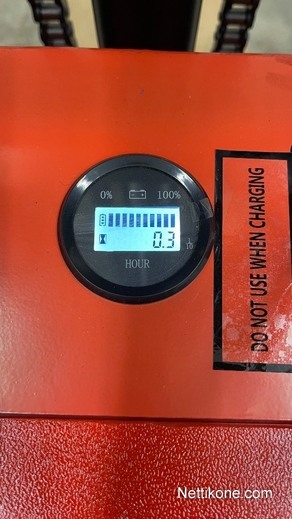 0% 100%
0.3
HOUR
DO NOT USE WHEN CHARGING
Nettikone.com